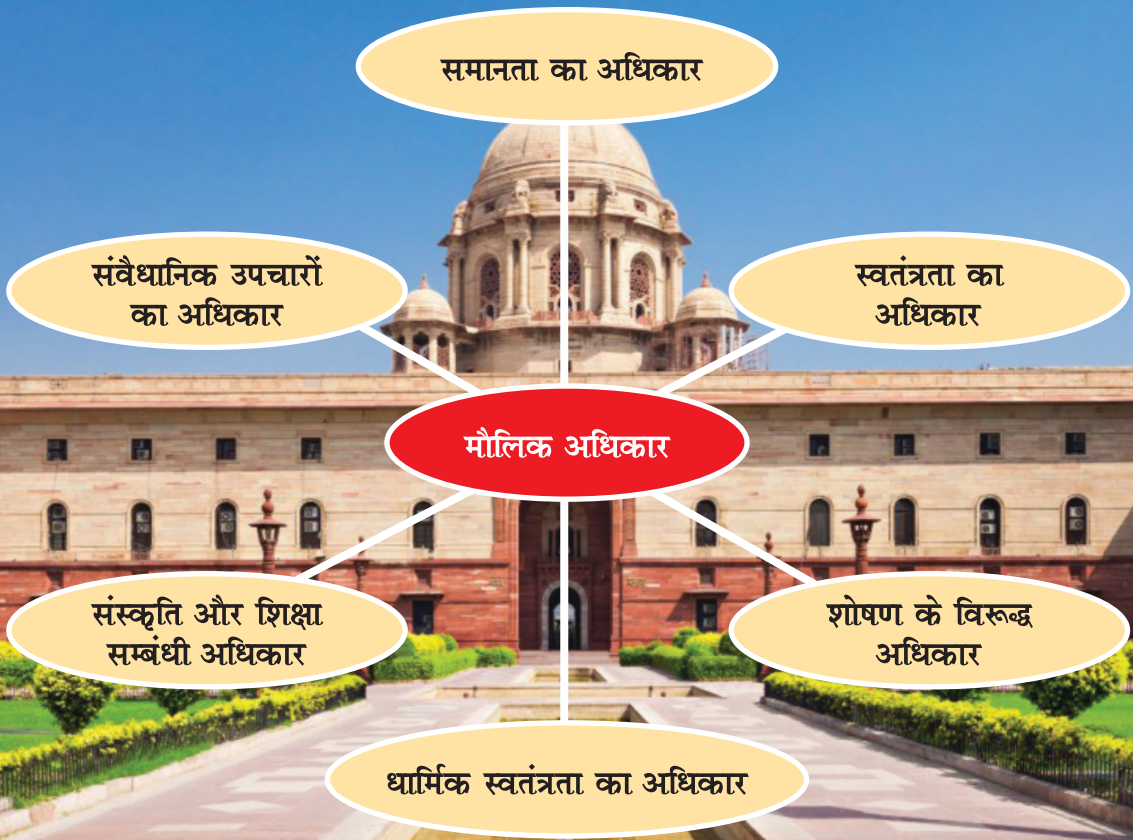 समानता का अधिकार
संवैधानिक उपचारों
का अधिकार
स्वतंत्रता का
अधिकार
मौलिक अधिकार
संस्कृति और शिक्षा
सम्बंधी अधिकार
शोषण के विरूद्ध
अधिकार
धार्मिक स्वतंत्रता का अधिकार